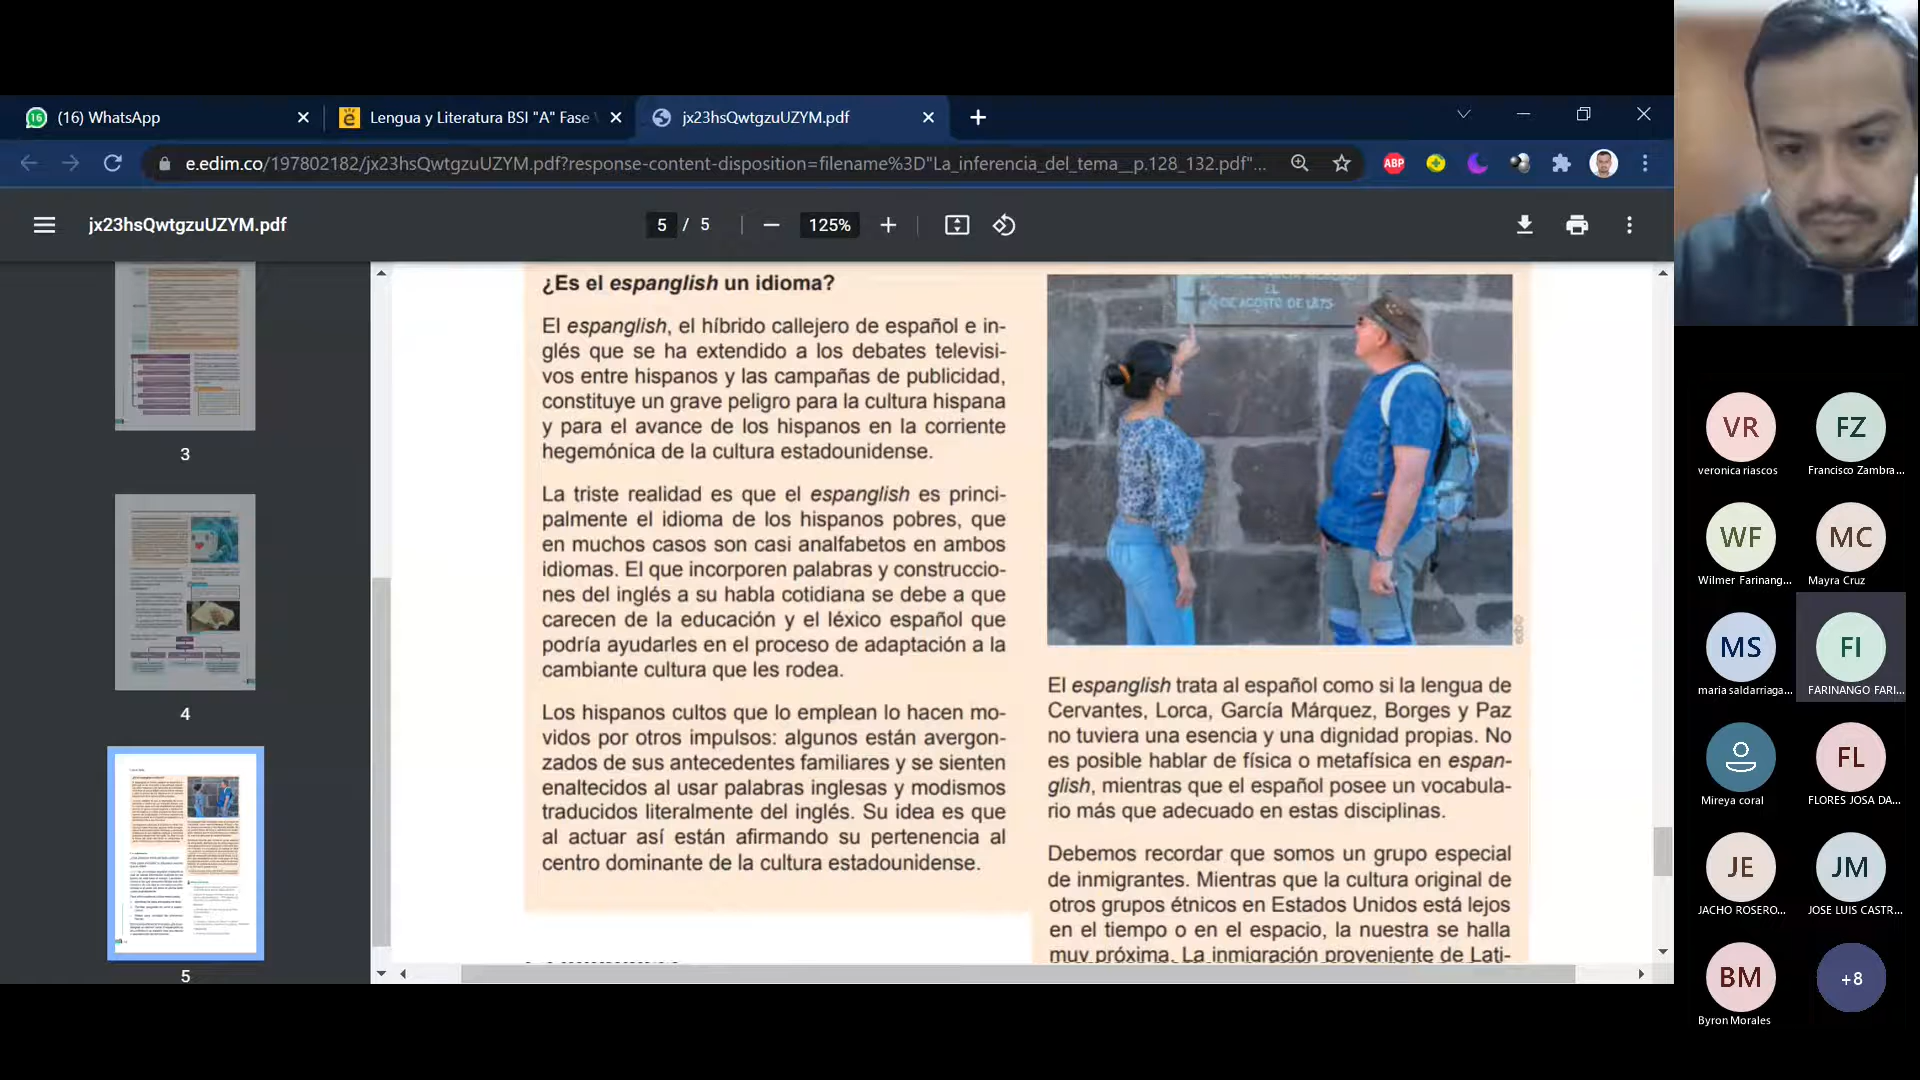 (16) WhatsApp
Lengua y Literatura BSI "A" Fase
jx23hsQwtgzuUZYM.pdf
e.edim.co/197802182/jx23hsQwtgzuUZYM.pdf?response-content-disposition=filename%3D"La_inferencia_del_tema__p.128_132.pdf"...
ABP
jx23hsQwtgzuUZYM.pdf
5 / 5
125%
3
4
5
¿Es el espanglish un idioma?
El espanglish, el híbrido callejero de español e in-
glés que se ha extendido a los debates televisi-
vos entre hispanos y las campañas de publicidad,
constituye un grave peligro para la cultura hispana
y para el avance de los hispanos en la corriente
hegemónica de la cultura estadounidense.
La triste realidad es que el espanglish es princi-
palmente el idioma de los hispanos pobres, que
en muchos casos son casi analfabetos en ambos
idiomas. El que incorporen palabras y construccio-
nes del inglés a su habla cotidiana se debe a que
carecen de la educación y el léxico español que
podría ayudarles en el proceso de adaptación a la
cambiante cultura que les rodea.
Los hispanos cultos que lo emplean lo hacen mo-
vidos por otros impulsos: algunos están avergon-
zados de sus antecedentes familiares y se sienten
enaltecidos al usar palabras inglesas y modismos
traducidos literalmente del inglés. Su idea es que
al actuar así están afirmando su pertenencia al
centro dominante de la cultura estadounidense.
EL
6 DE AGOSTO DE 1875
El espanglish trata al español como si la lengua de
Cervantes, Lorca, García Márquez, Borges y Paz
no tuviera una esencia y una dignidad propias. No
es posible hablar de física o metafísica en espan-
glish, mientras que el español posee un vocabula-
rio más que adecuado en estas disciplinas.
Debemos recordar que somos un grupo especial
de inmigrantes. Mientras que la cultura original de
otros grupos étnicos en Estados Unidos está lejos
en el tiempo o en el espacio, la nuestra se halla
muy próxima. La inmigración proveniente de Lati-
VR
veronica riascos
FZ
Francisco Zambra...
WF
Wilmer Farinang...
MC
Mayra Cruz
MS
maria saldarriaga...
FI
FARINANGO FARI...
Mireya coral
FL
FLORES JOSA DA...
JE
JACHO ROSERO...
JM
JOSE LUIS CASTR...
BM
Byron Morales
+8